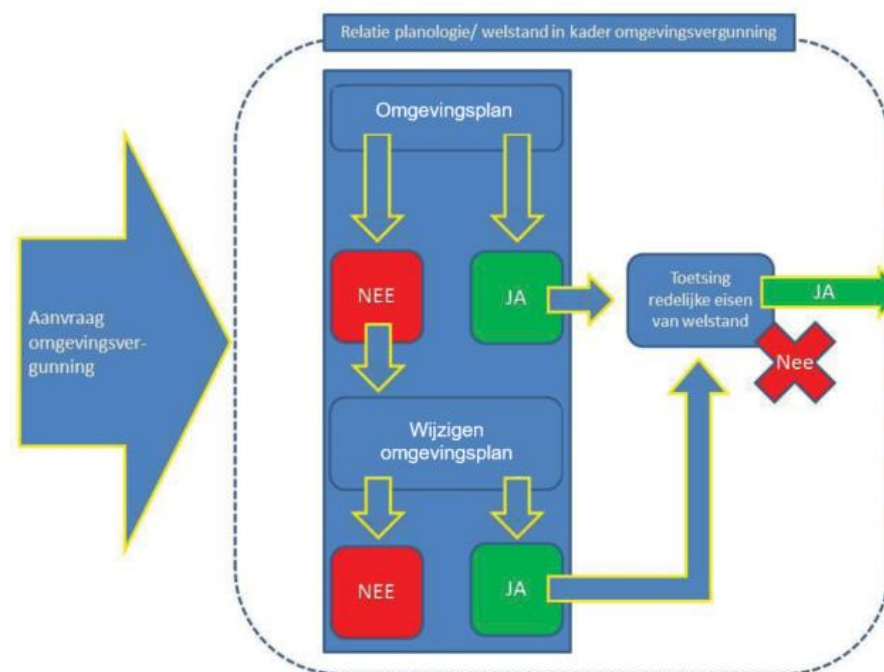 Relatie planologie/ welstand in kader omgevingsvergunning
Omgevingsplan
NEE
JA
Toetsing
redelijke eisen
van welstand
JA
Nee
Aanvraag
omgevingsver-
gunning
Wijzigen
omgevingsplan
NEE
JA